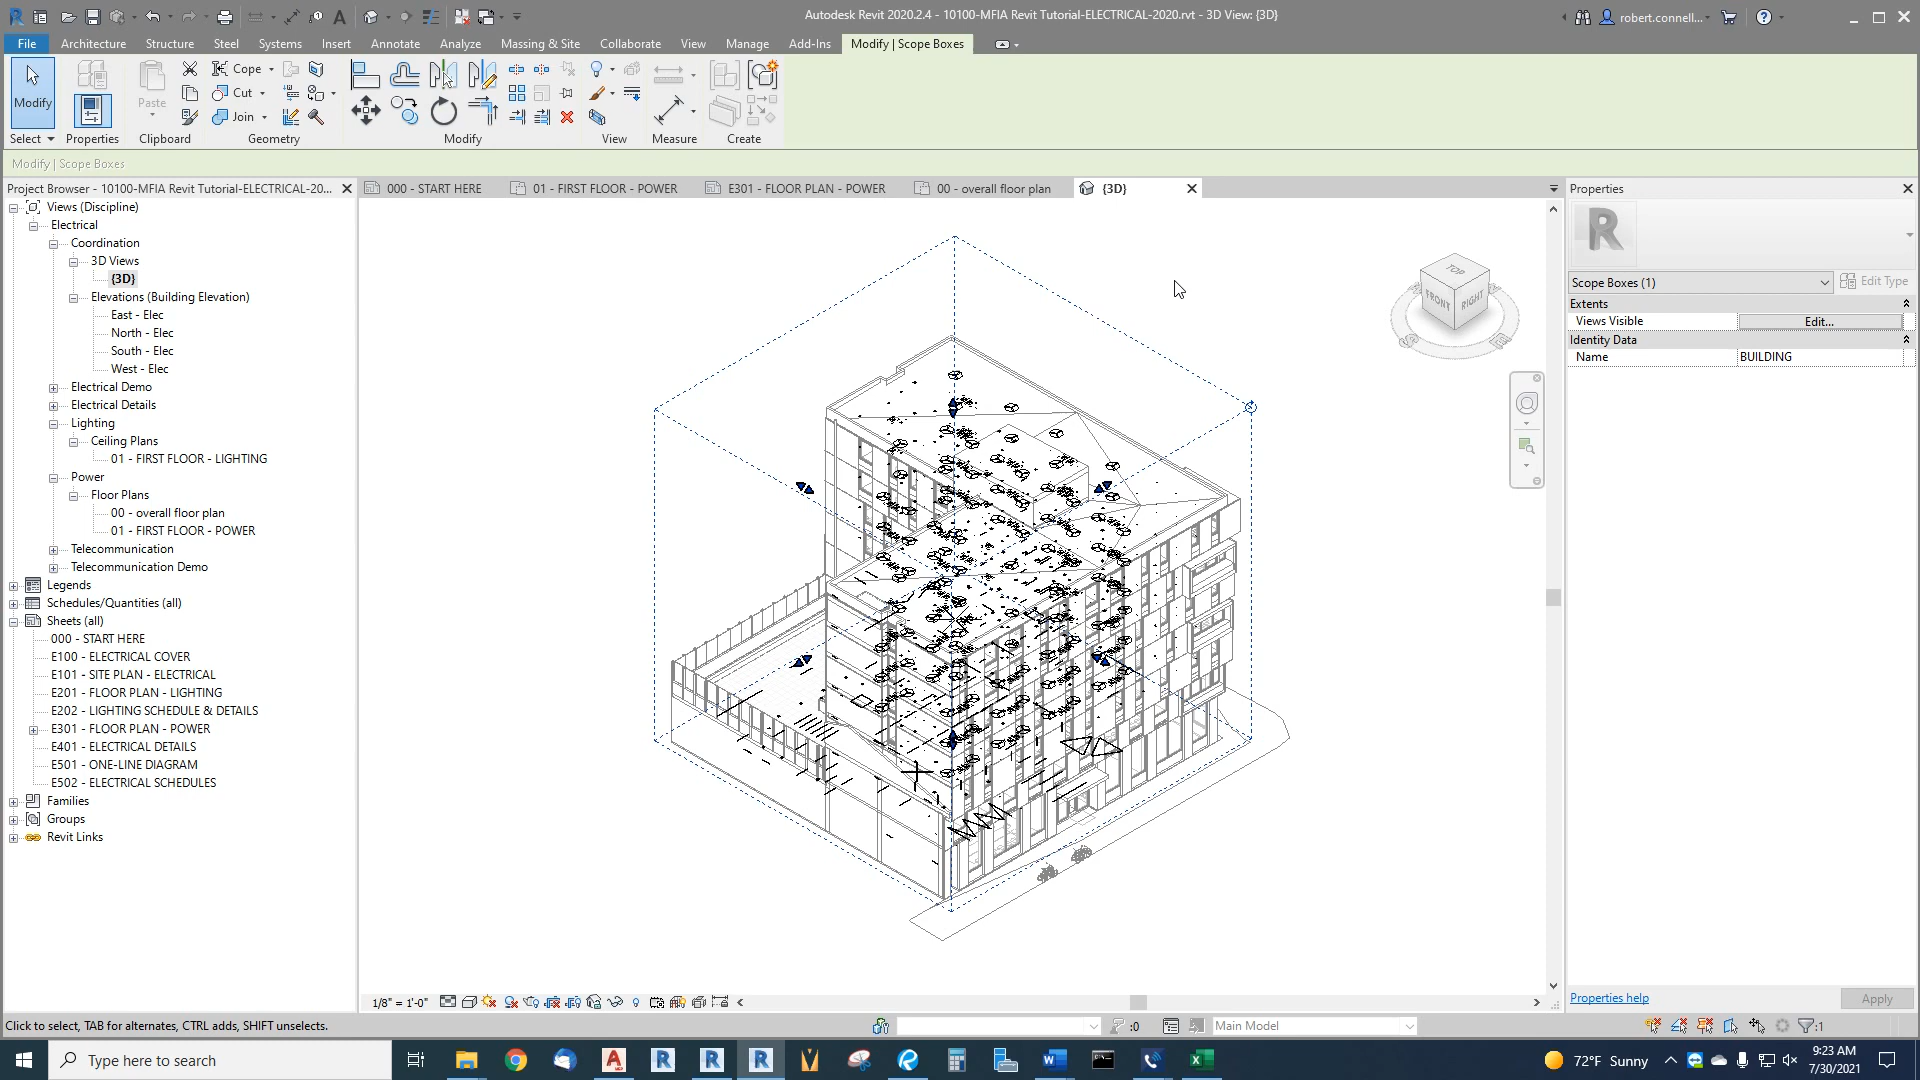 Autodesk Revit 2020.2.4 - 10100-MFIA Revit Tutorial-ELECTRICAL-2020.rvt - 3D View: {3D}
robert.connell...
File Architecture Structure Steel Systems Insert Annotate Analyze Massing & Site Collaborate View Manage Add-Ins Modify | Scope Boxes
Modify Paste Cope
Cut
Join
Select Properties Clipboard Geometry Modify View Measure Create
Modify | Scope Boxes
Project Browser - 10100-MFIA Revit Tutorial-ELECTRICAL-20...
000 - START HERE 01 - FIRST FLOOR - POWER E301 - FLOOR PLAN - POWER 00 - overall floor plan {3D}
Properties
Views (Discipline)
Electrical
Coordination
3D Views
{3D}
Elevations (Building Elevation)
East - Elec
North - Elec
South - Elec
West - Elec
Electrical Demo
Electrical Details
Lighting
Ceiling Plans
01 - FIRST FLOOR - LIGHTING
Power
Floor Plans
00 - overall floor plan
01 - FIRST FLOOR - POWER
Telecommunication
Telecommunication Demo
Legends
Schedules/Quantities (all)
Sheets (all)
000 - START HERE
E100 - ELECTRICAL COVER
E101 - SITE PLAN - ELECTRICAL
E201 - FLOOR PLAN - LIGHTING
E202 - LIGHTING SCHEDULE & DETAILS
E301 - FLOOR PLAN - POWER
E401 - ELECTRICAL DETAILS
E501 - ONE-LINE DIAGRAM
E502 - ELECTRICAL SCHEDULES
Families
Groups
Revit Links
TOP
FRONT RIGHT
S E
R
Scope Boxes (1) Edit Type
Extents
Views Visible Edit...
Identity Data
Name BUILDING
Properties help Apply
1/8" = 1'-0"
Click to select, TAB for alternates, CTRL adds, SHIFT unselects.
:0 Main Model :1
Type here to search
72°F Sunny
9:23 AM
7/30/2021